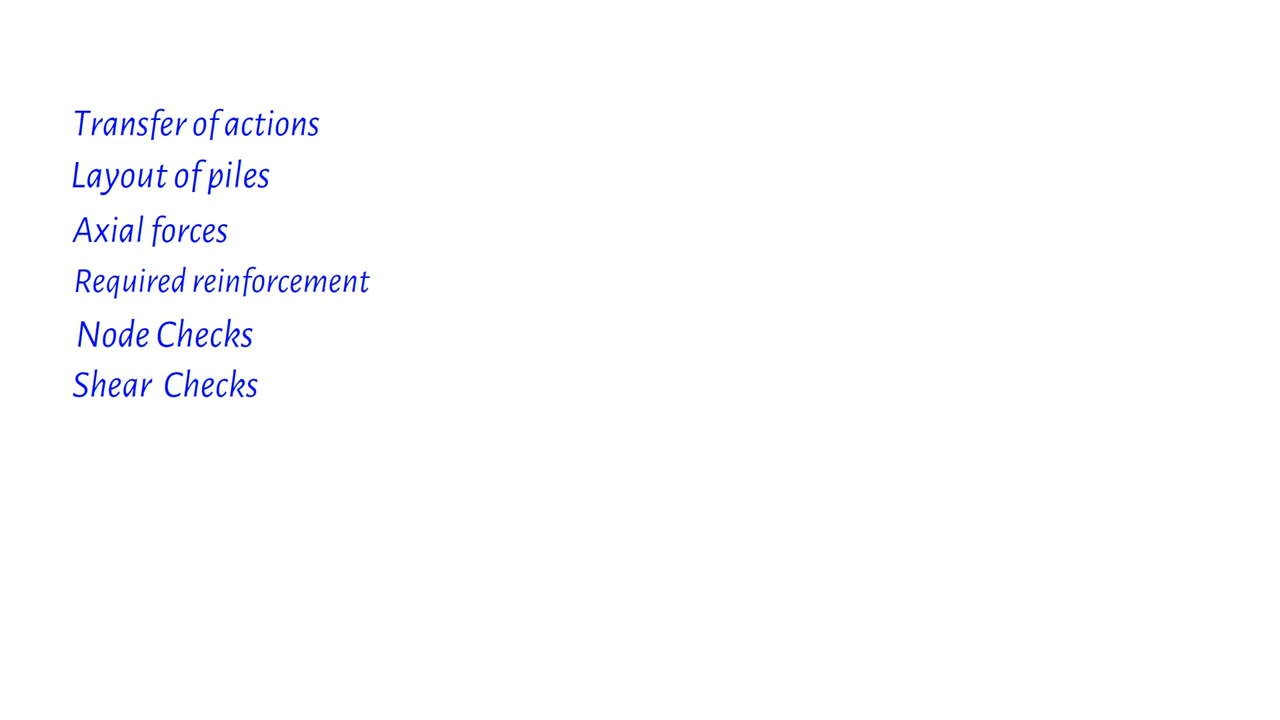 Transfer of actions
Layout of piles
Axial forces
Required reinforcement
Node Checks
Shear Checks